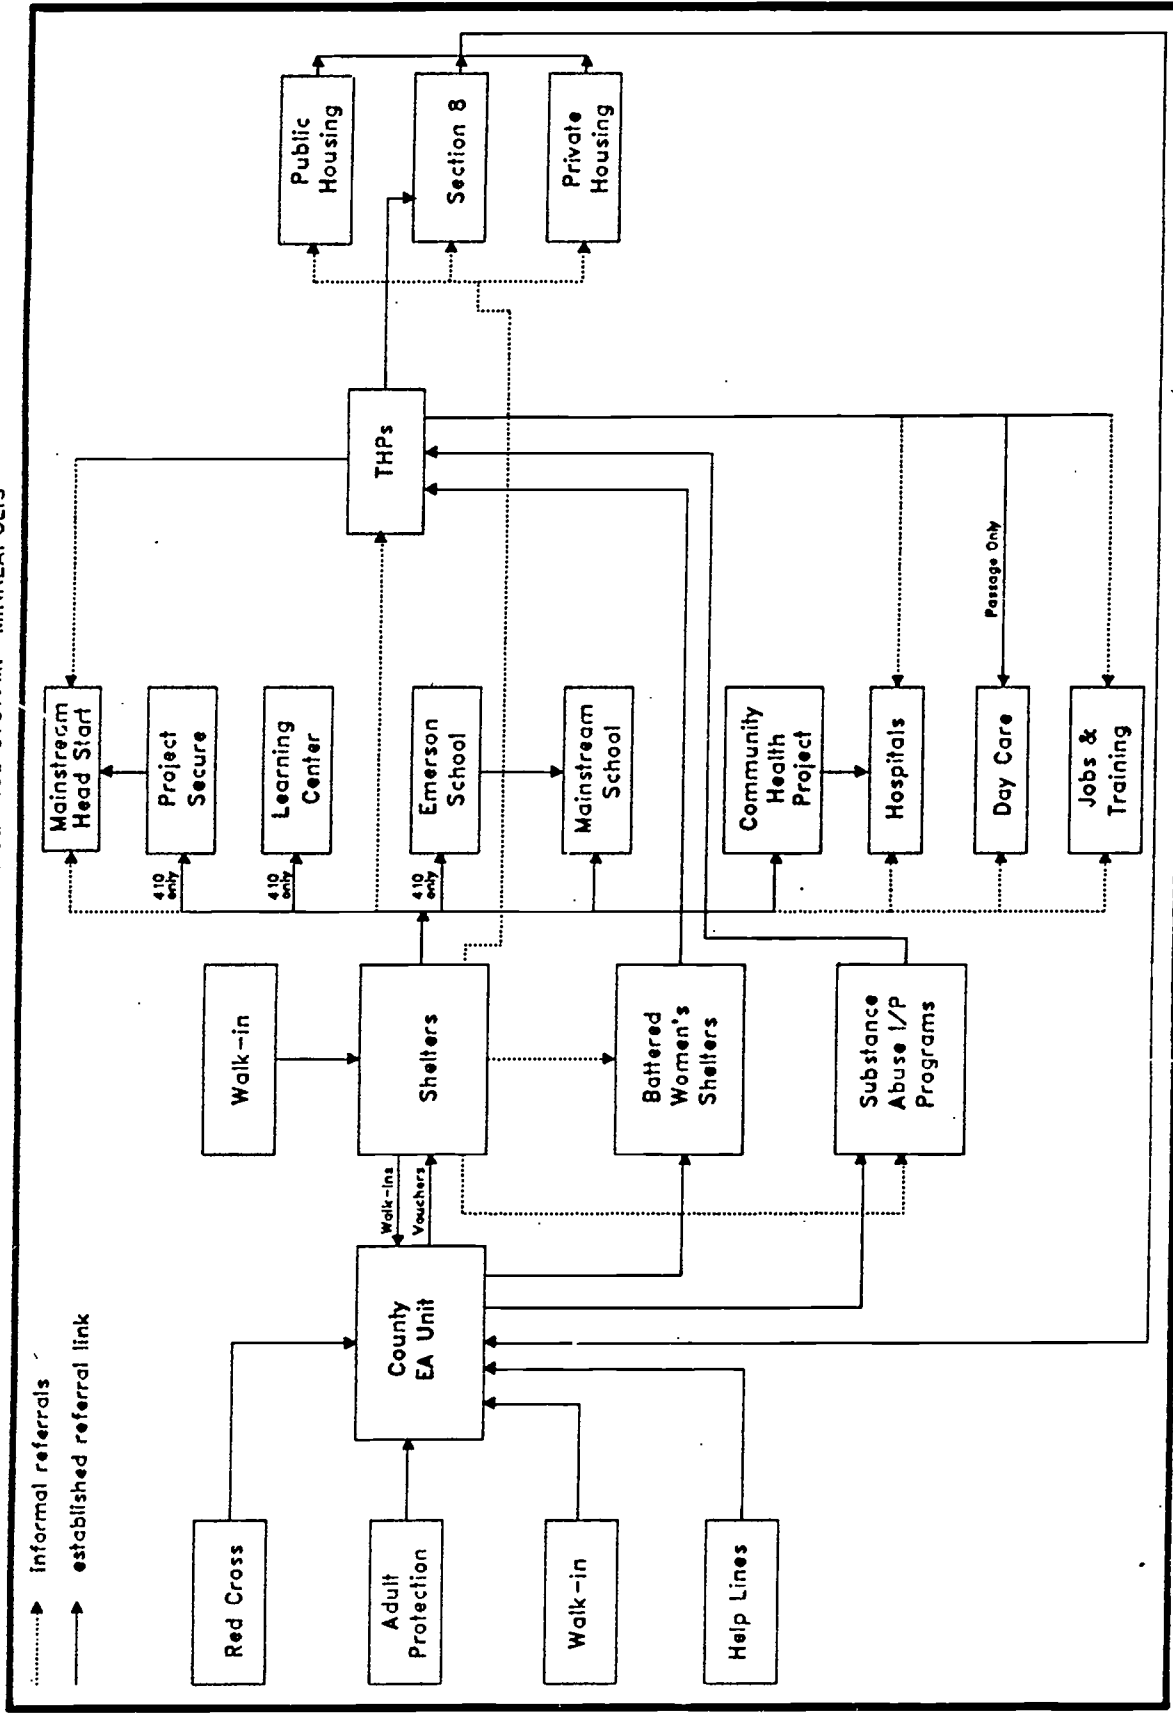 MINNEAPOLIS
informal referrals
established referral link
Red Cross
Adult
Protection
Walk-in
Help Lines
County
EA Unit
Walk-ins
Vouchers
Walk-in
Shelters
Battered
Women's
Shelters
Substance
Abuse I/P
Programs
410
only
410
only
410
only
Mainstream
Head Start
Project
Secure
Learning
Center
Emerson
School
Mainstream
School
Community
Health
Project
Hospitals
Day Care
Jobs &
Training
Passage Only
THPs
Public
Housing
Section 8
Private
Housing